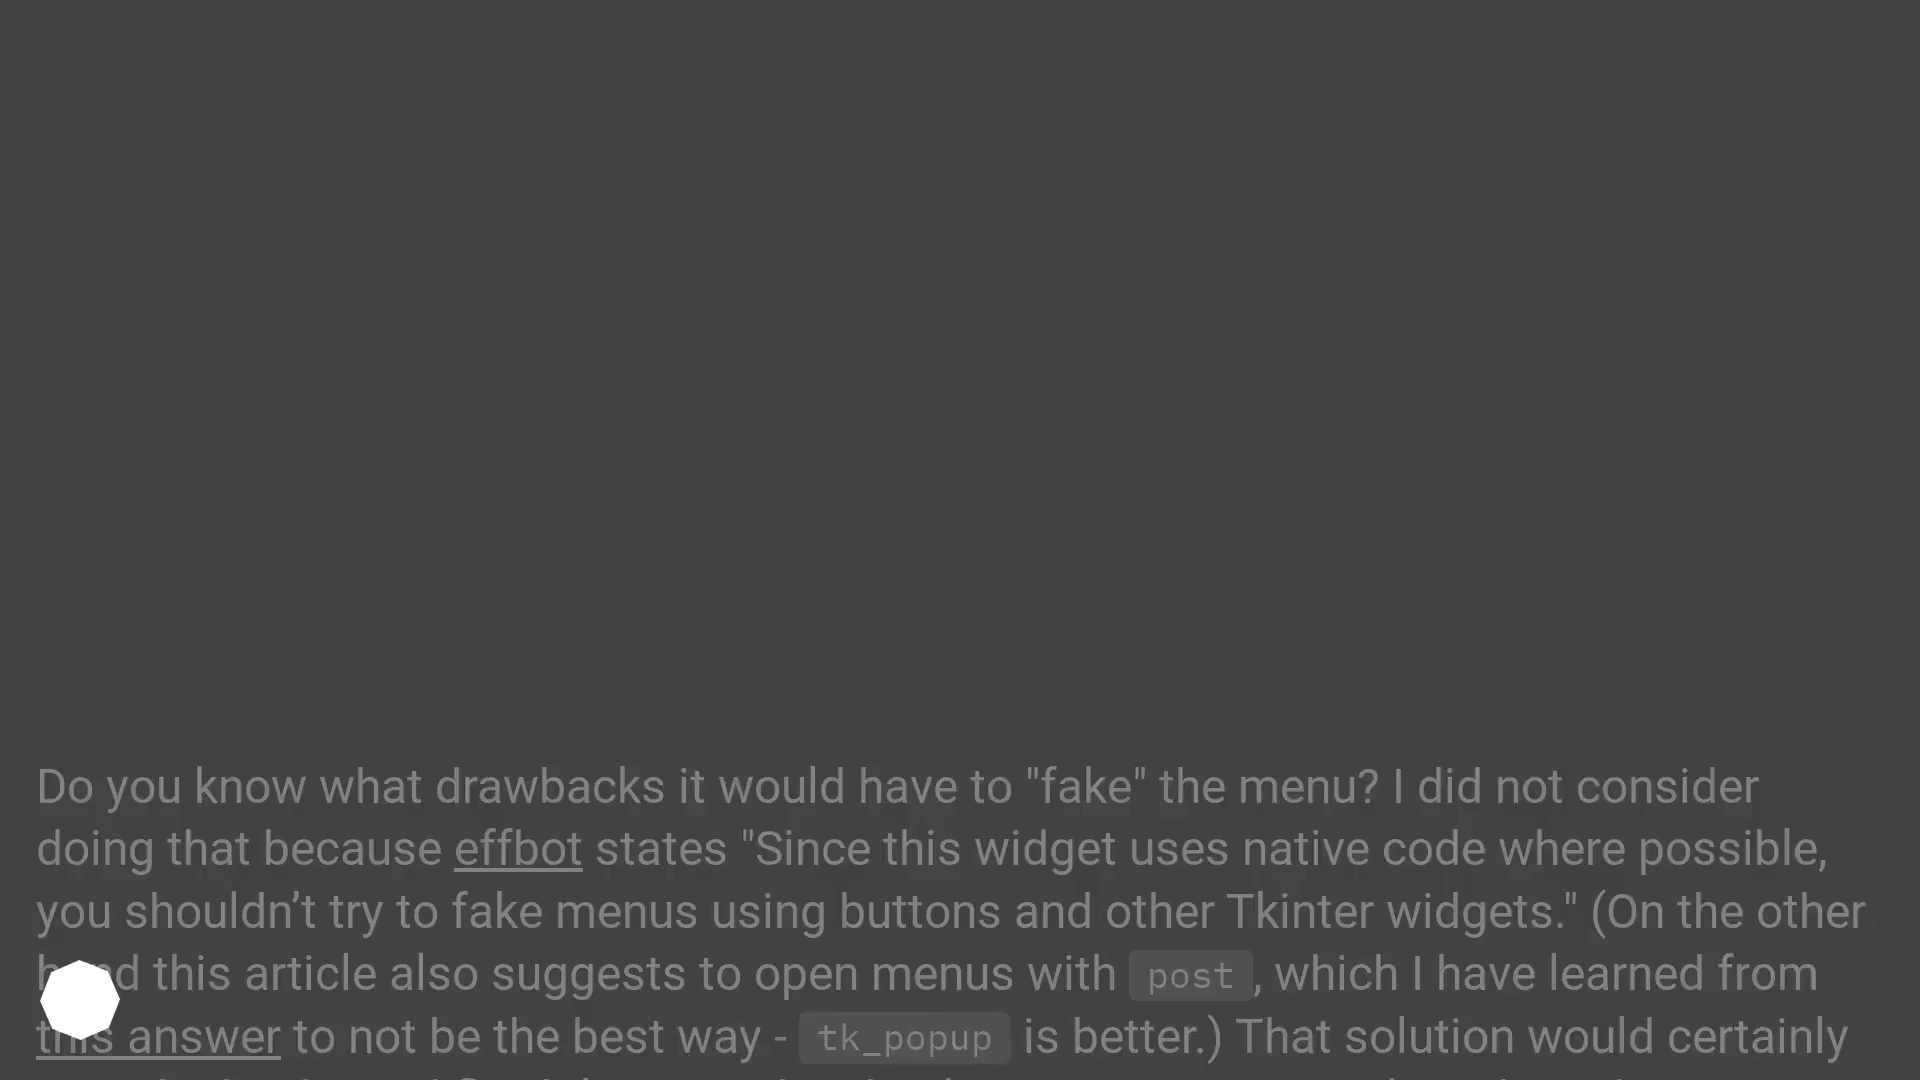 Do you know what drawbacks it would have to "fake" the menu? I did not consider
doing that because effbot states "Since this widget uses native code where possible,
you shouldn’t try to fake menus using buttons and other Tkinter widgets." (On the other
this article also suggests to open menus with post, which I have learned from
this answer to not be the best way - tk_popup is better.) That solution would certainly